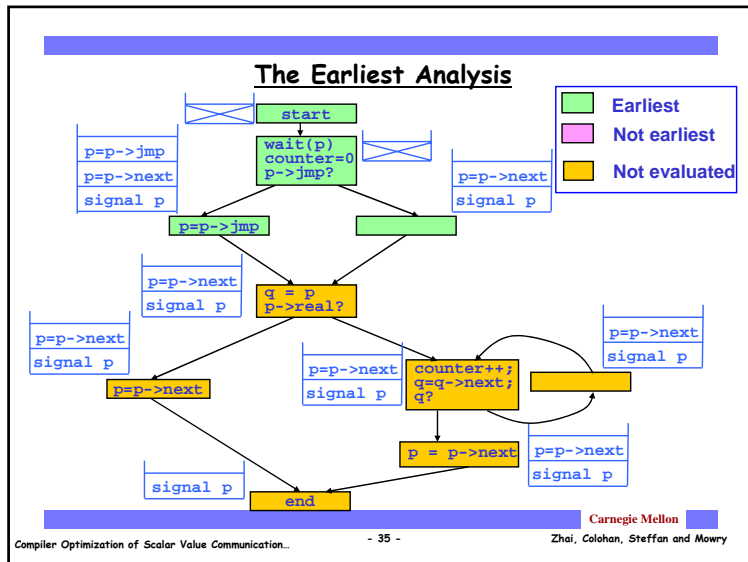 The Earliest Analysis
start
Earliest
Not earliest
Not evaluated
wait(p)
counter=0
p->jmp?
p=p->jmp
p=p->next
signal p
p=p->next
signal p
p=p->jmp
p=p->next
signal p
q = p
p->real?
p=p->next
signal p
p=p->next
signal p
p=p->next
signal p
counter++;
q=q->next;
q?
p=p->next
p = p->next
p=p->next
signal p
signal p
end
Carnegie Mellon
Compiler Optimization of Scalar Value Communication…
- 35 -
Zhai, Colohan, Steffan and Mowry